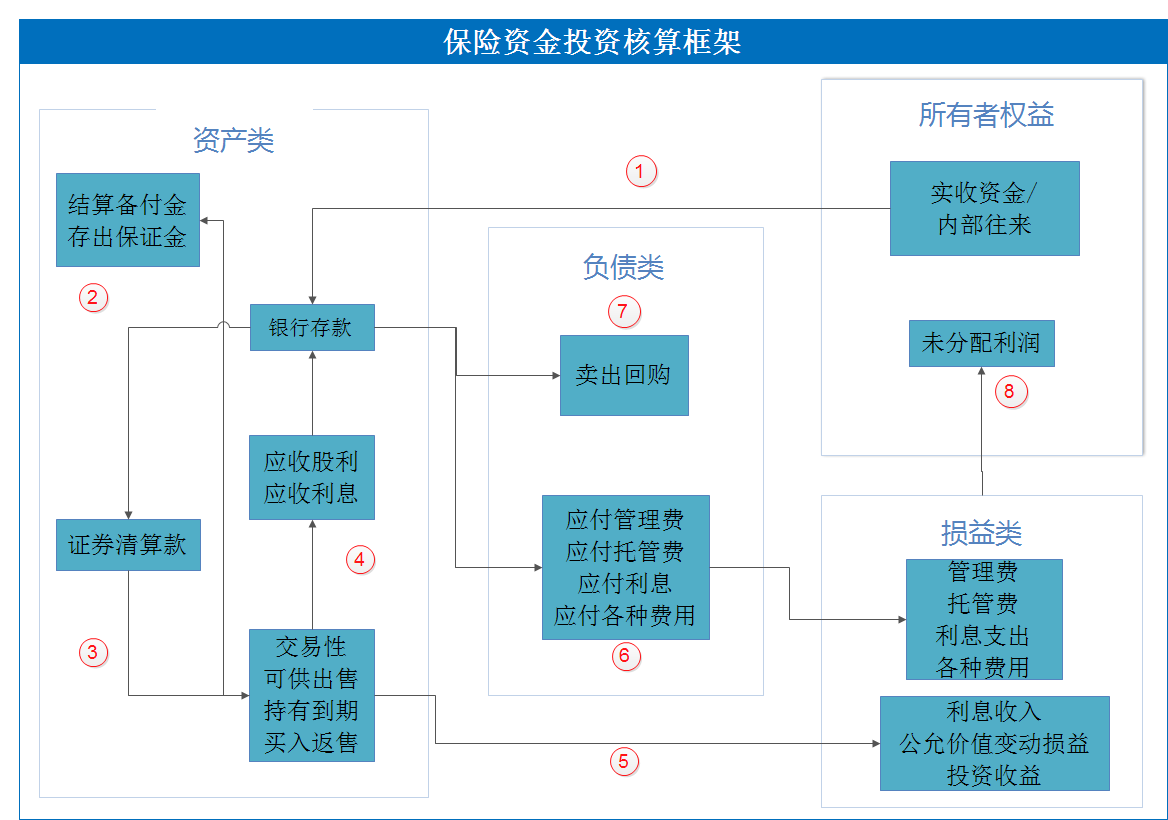 保险资金投资核算框架
资产类
结算备付金
存出保证金
2
银行存款
应收股利
应收利息
证券清算款
4
3
交易性
可供出售
持有到期
买入返售
1
负债类
7
卖出回购
应付管理费
应付托管费
应付利息
应付各种费用
6
5
所有者权益
实收资金/
内部往来
未分配利润
8
损益类
管理费
托管费
利息支出
各种费用
利息收入
公允价值变动损益
投资收益